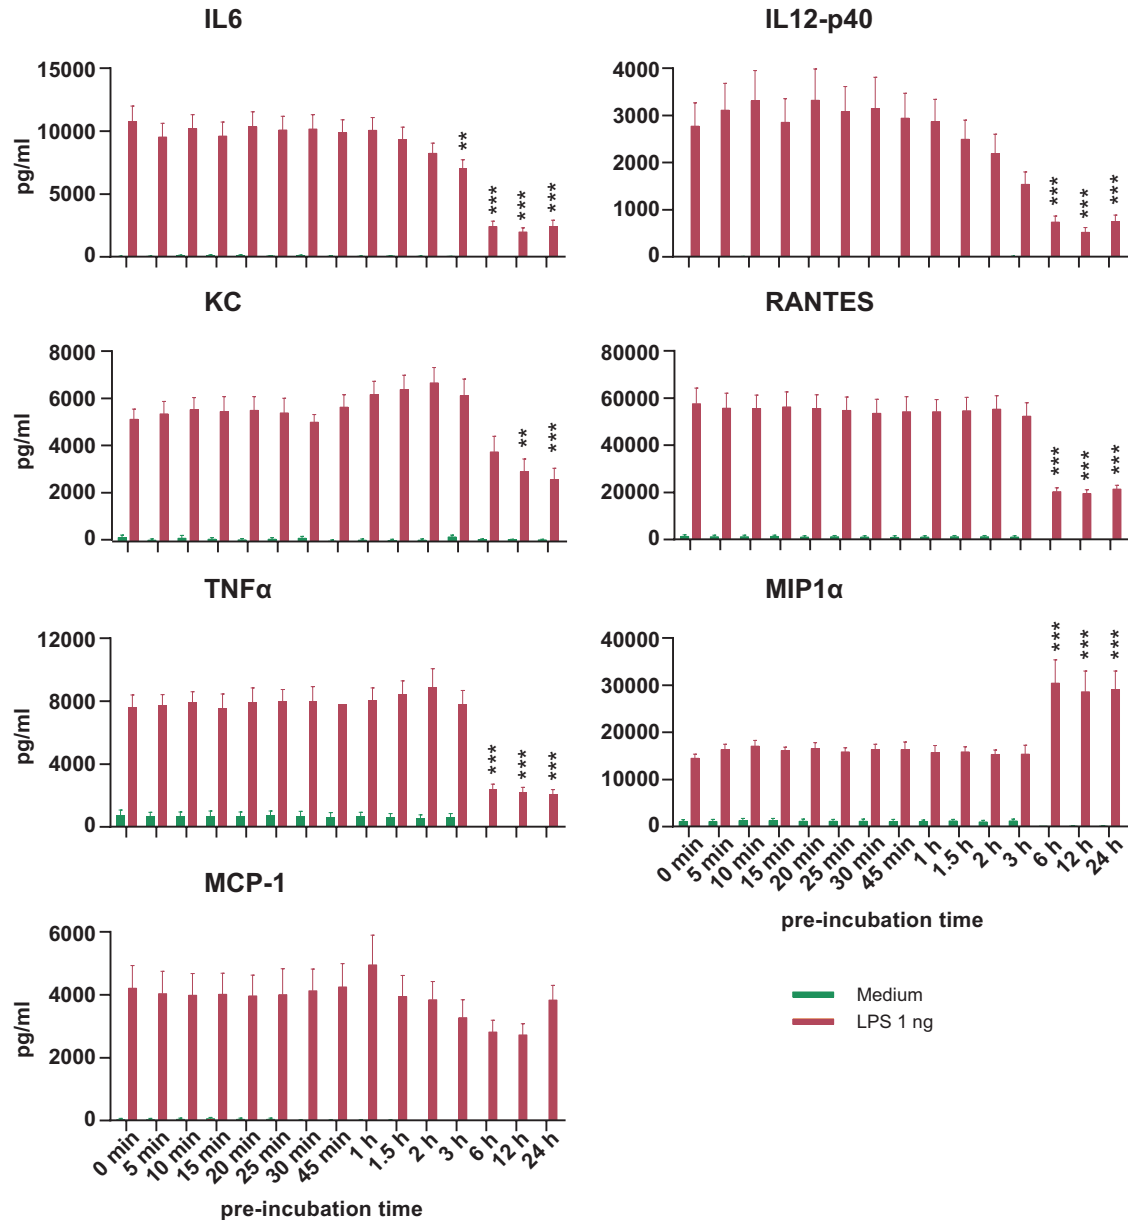 IL6
15000
10000
5000
0
pg/ml
**
***
***
***
IL12-p40
4000
3000
2000
1000
0
***
***
***
KC
8000
6000
4000
2000
0
pg/ml
**
***
RANTES
80000
60000
40000
20000
0
***
***
***
TNFα
12000
8000
4000
0
pg/ml
***
***
***
MIP1α
40000
30000
20000
10000
0
***
***
***
0 min
5 min
10 min
15 min
20 min
25 min
30 min
45 min
1 h
1.5 h
2 h
3 h
6 h
12 h
24 h
pre-incubation time
MCP-1
6000
4000
2000
0
pg/ml
0 min
5 min
10 min
15 min
20 min
25 min
30 min
45 min
1 h
1.5 h
2 h
3 h
6 h
12 h
24 h
pre-incubation time
Medium
LPS 1 ng